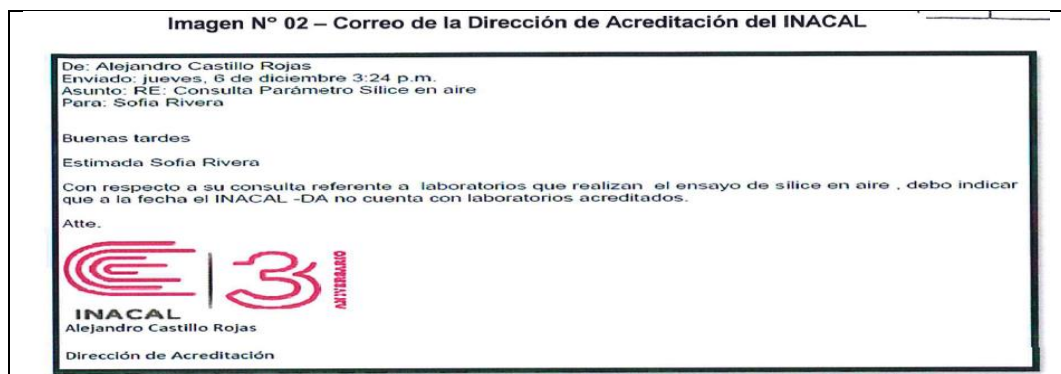 Imagen N° 02 – Correo de la Dirección de Acreditación del INACAL
De: Alejandro Castillo Rojas
Enviado: jueves, 6 de diciembre 3:24 p.m.
Asunto: RE: Consulta Parámetro Sílice en aire
Para: Sofia Rivera
Buenas tardes
Estimada Sofia Rivera
Con respecto a su consulta referente a laboratorios que realizan el ensayo de sílice en aire , debo indicar
que a la fecha el INACAL -DA no cuenta con laboratorios acreditados.
Atte.
3 ANIVERSARIO
INACAL
Alejandro Castillo Rojas
Dirección de Acreditación